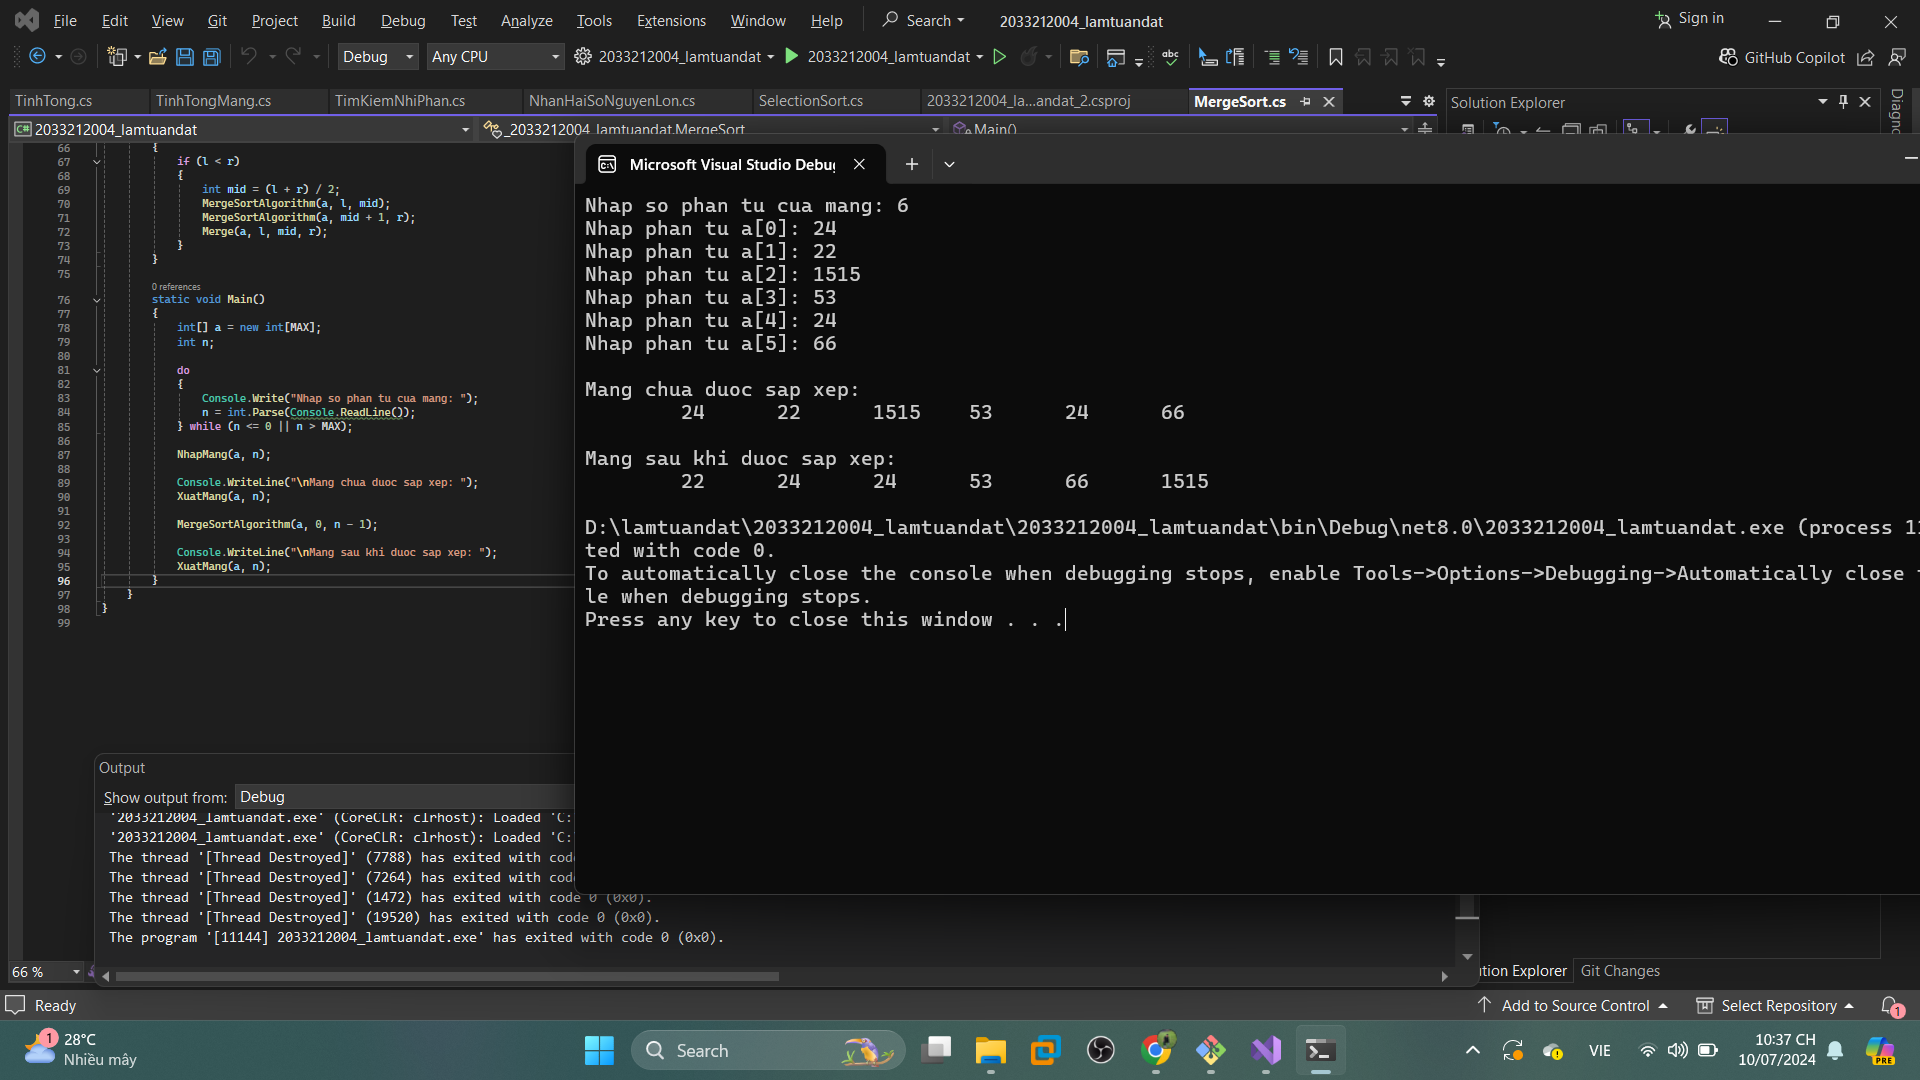 File Edit View Git Project Build Debug Test Analyze Tools Extensions Window Help Search 2033212004_lamtuandat Sign in
Debug Any CPU 2033212004_lamtuandat 2033212004_lamtuandat GitHub Copilot
TinhTong.cs TinhTongMang.cs TimKiemNhiPhan.cs NhanHaiSoNguyenLon.cs SelectionSort.cs 2033212004_la...andat_2.csproj MergeSort.cs Solution Explorer
C# 2033212004_lamtuandat _2033212004_lamtuandat.MergeSort Main()
66 {
67 if (l < r)
68 {
69 int mid = (l + r) / 2;
70 MergeSortAlgorithm(a, l, mid);
71 MergeSortAlgorithm(a, mid + 1, r);
72 Merge(a, l, mid, r);
73 }
74 }
75
0 references
76 static void Main()
77 {
78 int[] a = new int[MAX];
79 int n;
80
81 do
82 {
83 Console.Write("Nhap so phan tu cua mang: ");
84 n = int.Parse(Console.ReadLine());
85 } while (n <= 0 || n > MAX);
86
87 NhapMang(a, n);
88
89 Console.WriteLine("\nMang chua duoc sap xep: ");
90 XuatMang(a, n);
91
92 MergeSortAlgorithm(a, 0, n - 1);
93
94 Console.WriteLine("\nMang sau khi duoc sap xep: ");
95 XuatMang(a, n);
96 }
97 }
98 }
99
Microsoft Visual Studio Debug
Nhap so phan tu cua mang: 6
Nhap phan tu a[0]: 24
Nhap phan tu a[1]: 22
Nhap phan tu a[2]: 1515
Nhap phan tu a[3]: 53
Nhap phan tu a[4]: 24
Nhap phan tu a[5]: 66
Mang chua duoc sap xep:
24 22 1515 53 24 66
Mang sau khi duoc sap xep:
22 24 24 53 66 1515
D:\lamtuandat\2033212004_lamtuandat\2033212004_lamtuandat\bin\Debug\net8.0\2033212004_lamtuandat.exe (process 11
ted with code 0.
To automatically close the console when debugging stops, enable Tools->Options->Debugging->Automatically close
le when debugging stops.
Press any key to close this window . . .
Output
Show output from: Debug
'2033212004_lamtuandat.exe' (CoreCLR: clrhost): Loaded 'C:
'2033212004_lamtuandat.exe' (CoreCLR: clrhost): Loaded 'C:
The thread '[Thread Destroyed]' (7788) has exited with code
The thread '[Thread Destroyed]' (7264) has exited with code
The thread '[Thread Destroyed]' (1472) has exited with code 0 (0x0).
The thread '[Thread Destroyed]' (19520) has exited with code 0 (0x0).
The program '[11144] 2033212004_lamtuandat.exe' has exited with code 0 (0x0).
66 %
ution Explorer Git Changes
Ready Add to Source Control Select Repository 1
1 28°C
Nhiều mây
Search
VIE
10:37 CH
10/07/2024
PRE